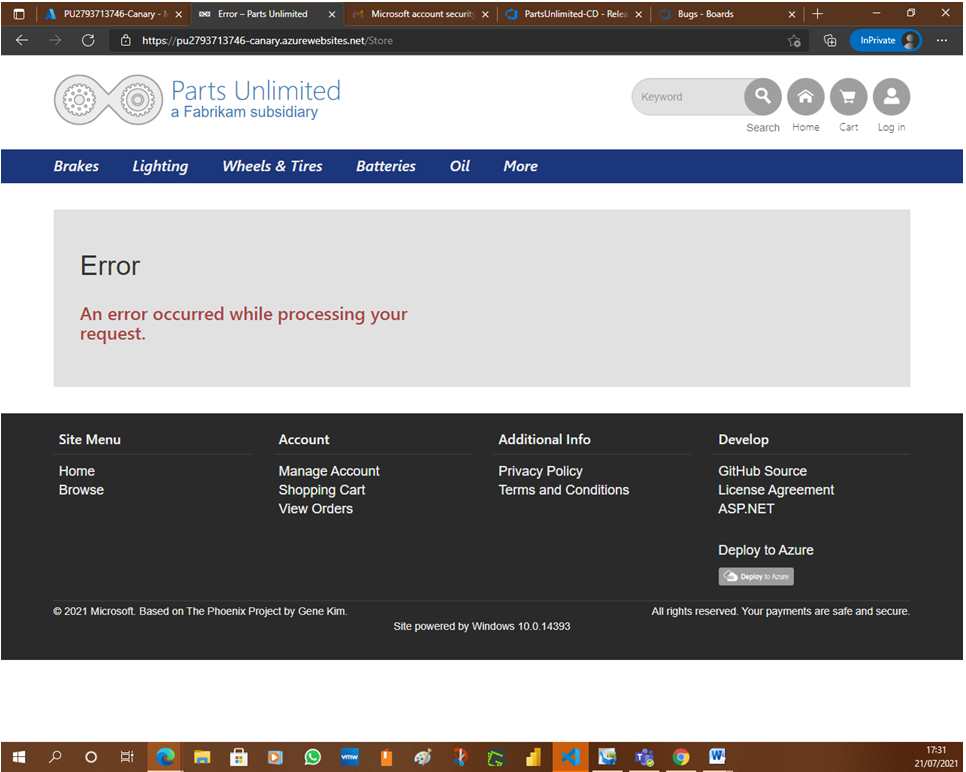 PU2793713746-Canary - M
Error – Parts Unlimited
Microsoft account security
PartsUnlimited-CD - Relea
Bugs - Boards
https://pu2793713746-canary.azurewebsites.net/Store
InPrivate
Parts Unlimited
a Fabrikam subsidiary
Keyword
Search Home Cart Log in
Brakes Lighting Wheels & Tires Batteries Oil More
Error
An error occurred while processing your
request.
Site Menu
Home
Browse
Account
Manage Account
Shopping Cart
View Orders
Additional Info
Privacy Policy
Terms and Conditions
Develop
GitHub Source
License Agreement
ASP.NET
Deploy to Azure
Deploy to Azure
© 2021 Microsoft. Based on The Phoenix Project by Gene Kim.
All rights reserved. Your payments are safe and secure.
Site powered by Windows 10.0.14393
vmw
17:31
21/07/2021